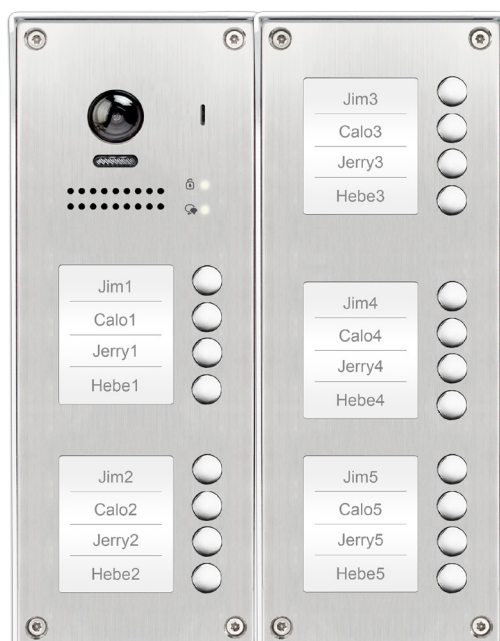 Jim1
Calo1
Jerry1
Hebe1
Jim2
Calo2
Jerry2
Hebe2
Jim3
Calo3
Jerry3
Hebe3
Jim4
Calo4
Jerry4
Hebe4
Jim5
Calo5
Jerry5
Hebe5